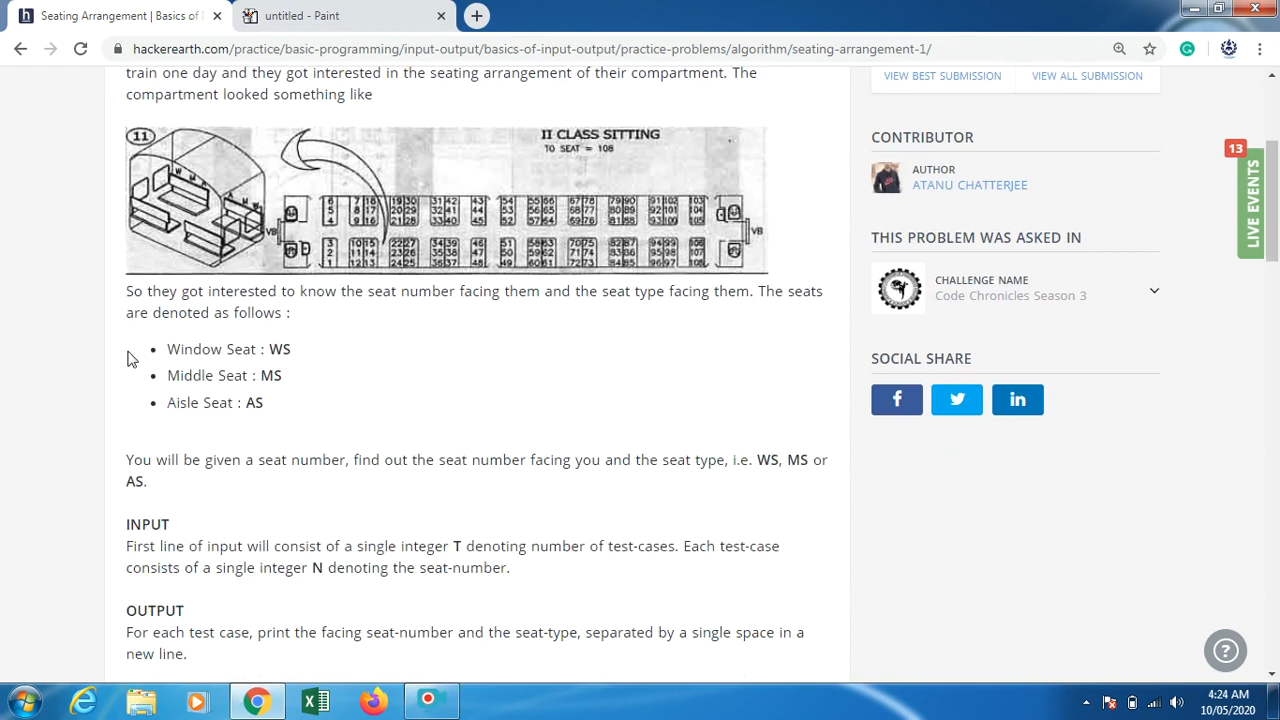 Seating Arrangement | Basics of
untitled - Paint
hackerearth.com/practice/basic-programming/input-output/basics-of-input-output/practice-problems/algorithm/seating-arrangement-1/
train one day and they got interested in the seating arrangement of their compartment. The
compartment looked something like
11
II CLASS SITTING
TO SEAT = 108
VB
VB
So they got interested to know the seat number facing them and the seat type facing them. The seats
are denoted as follows :
• Window Seat : WS
• Middle Seat : MS
• Aisle Seat : AS
You will be given a seat number, find out the seat number facing you and the seat type, i.e. WS, MS or
AS.
INPUT
First line of input will consist of a single integer T denoting number of test-cases. Each test-case
consists of a single integer N denoting the seat-number.
OUTPUT
For each test case, print the facing seat-number and the seat-type, separated by a single space in a
new line.
VIEW BEST SUBMISSION
VIEW ALL SUBMISSION
CONTRIBUTOR
AUTHOR
ATANU CHATTERJEE
THIS PROBLEM WAS ASKED IN
CHALLENGE NAME
Code Chronicles Season 3
SOCIAL SHARE
13
LIVE EVENTS
4:24 AM
10/05/2020